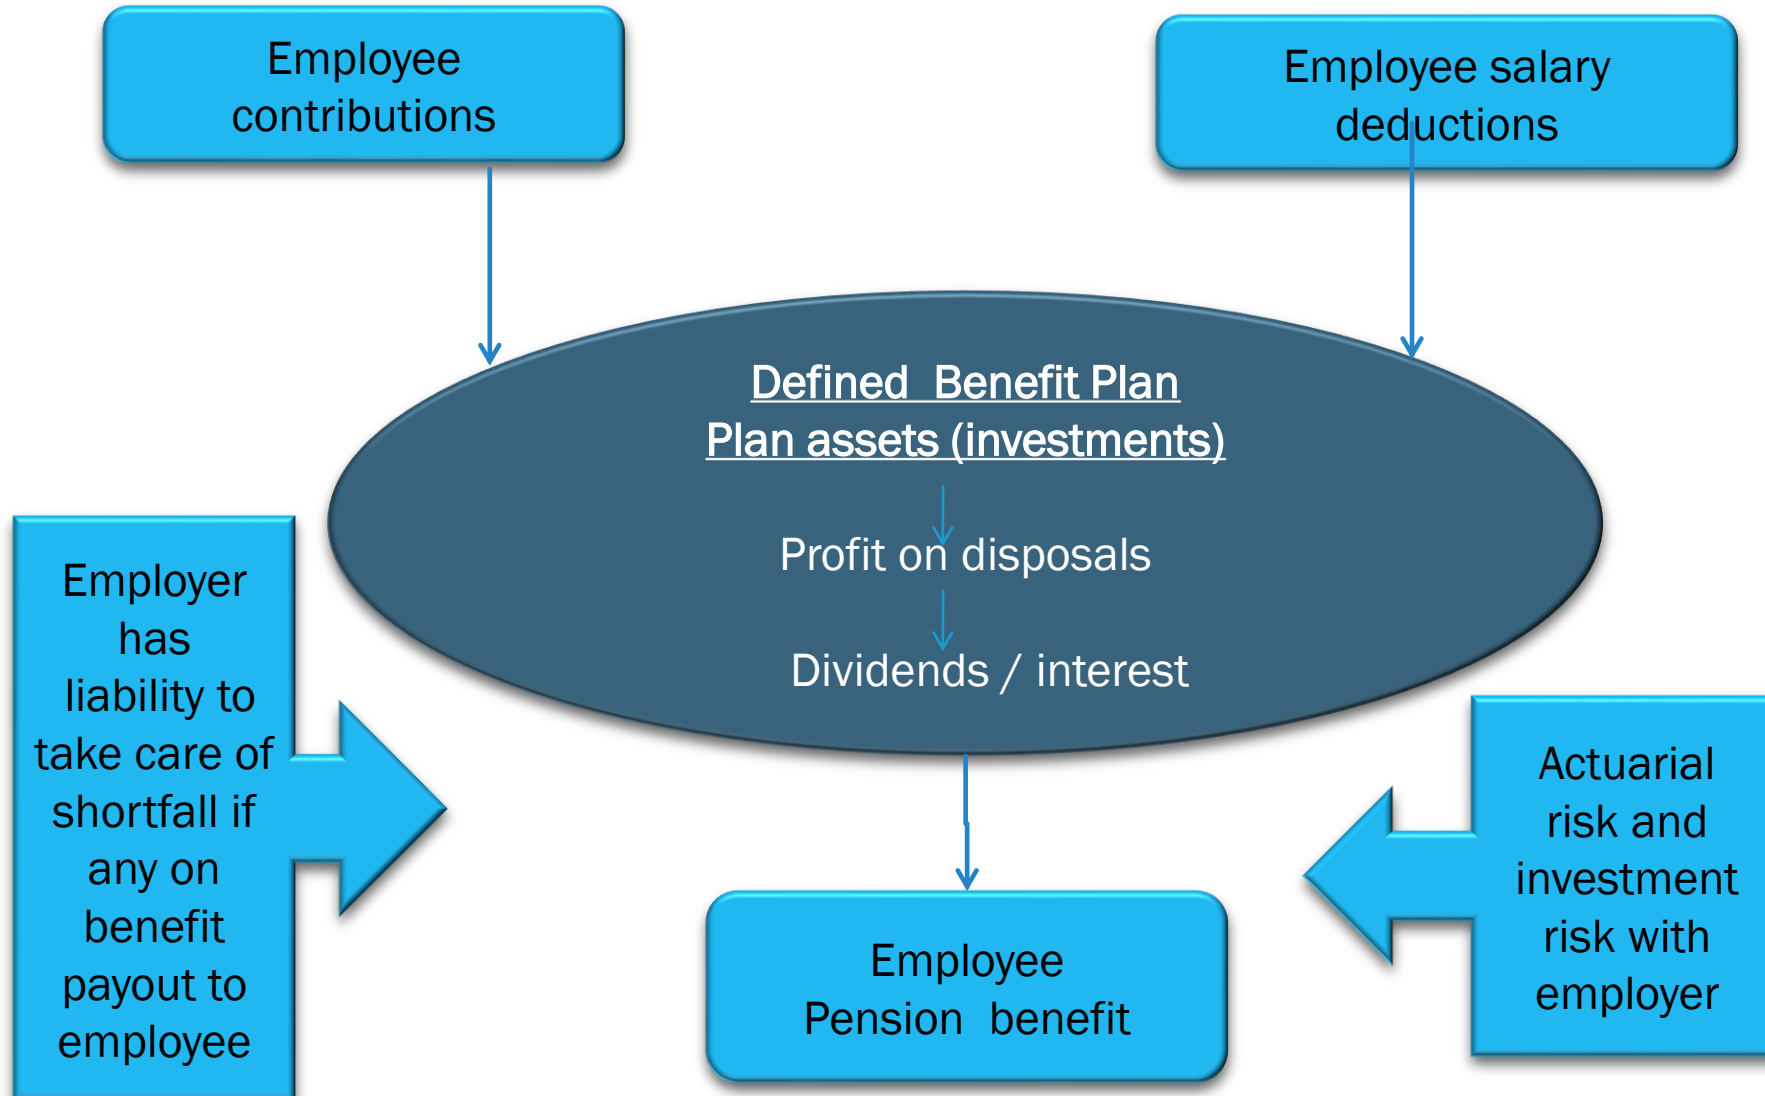 Employee
contributions
Employee salary
deductions
Defined Benefit Plan
Plan assets (investments)
Profit on disposals
Dividends / interest
Employer
has
liability to
take care of
shortfall if
any on
benefit
payout to
employee
Actuarial
risk and
investment
risk with
employer
Employee
Pension benefit